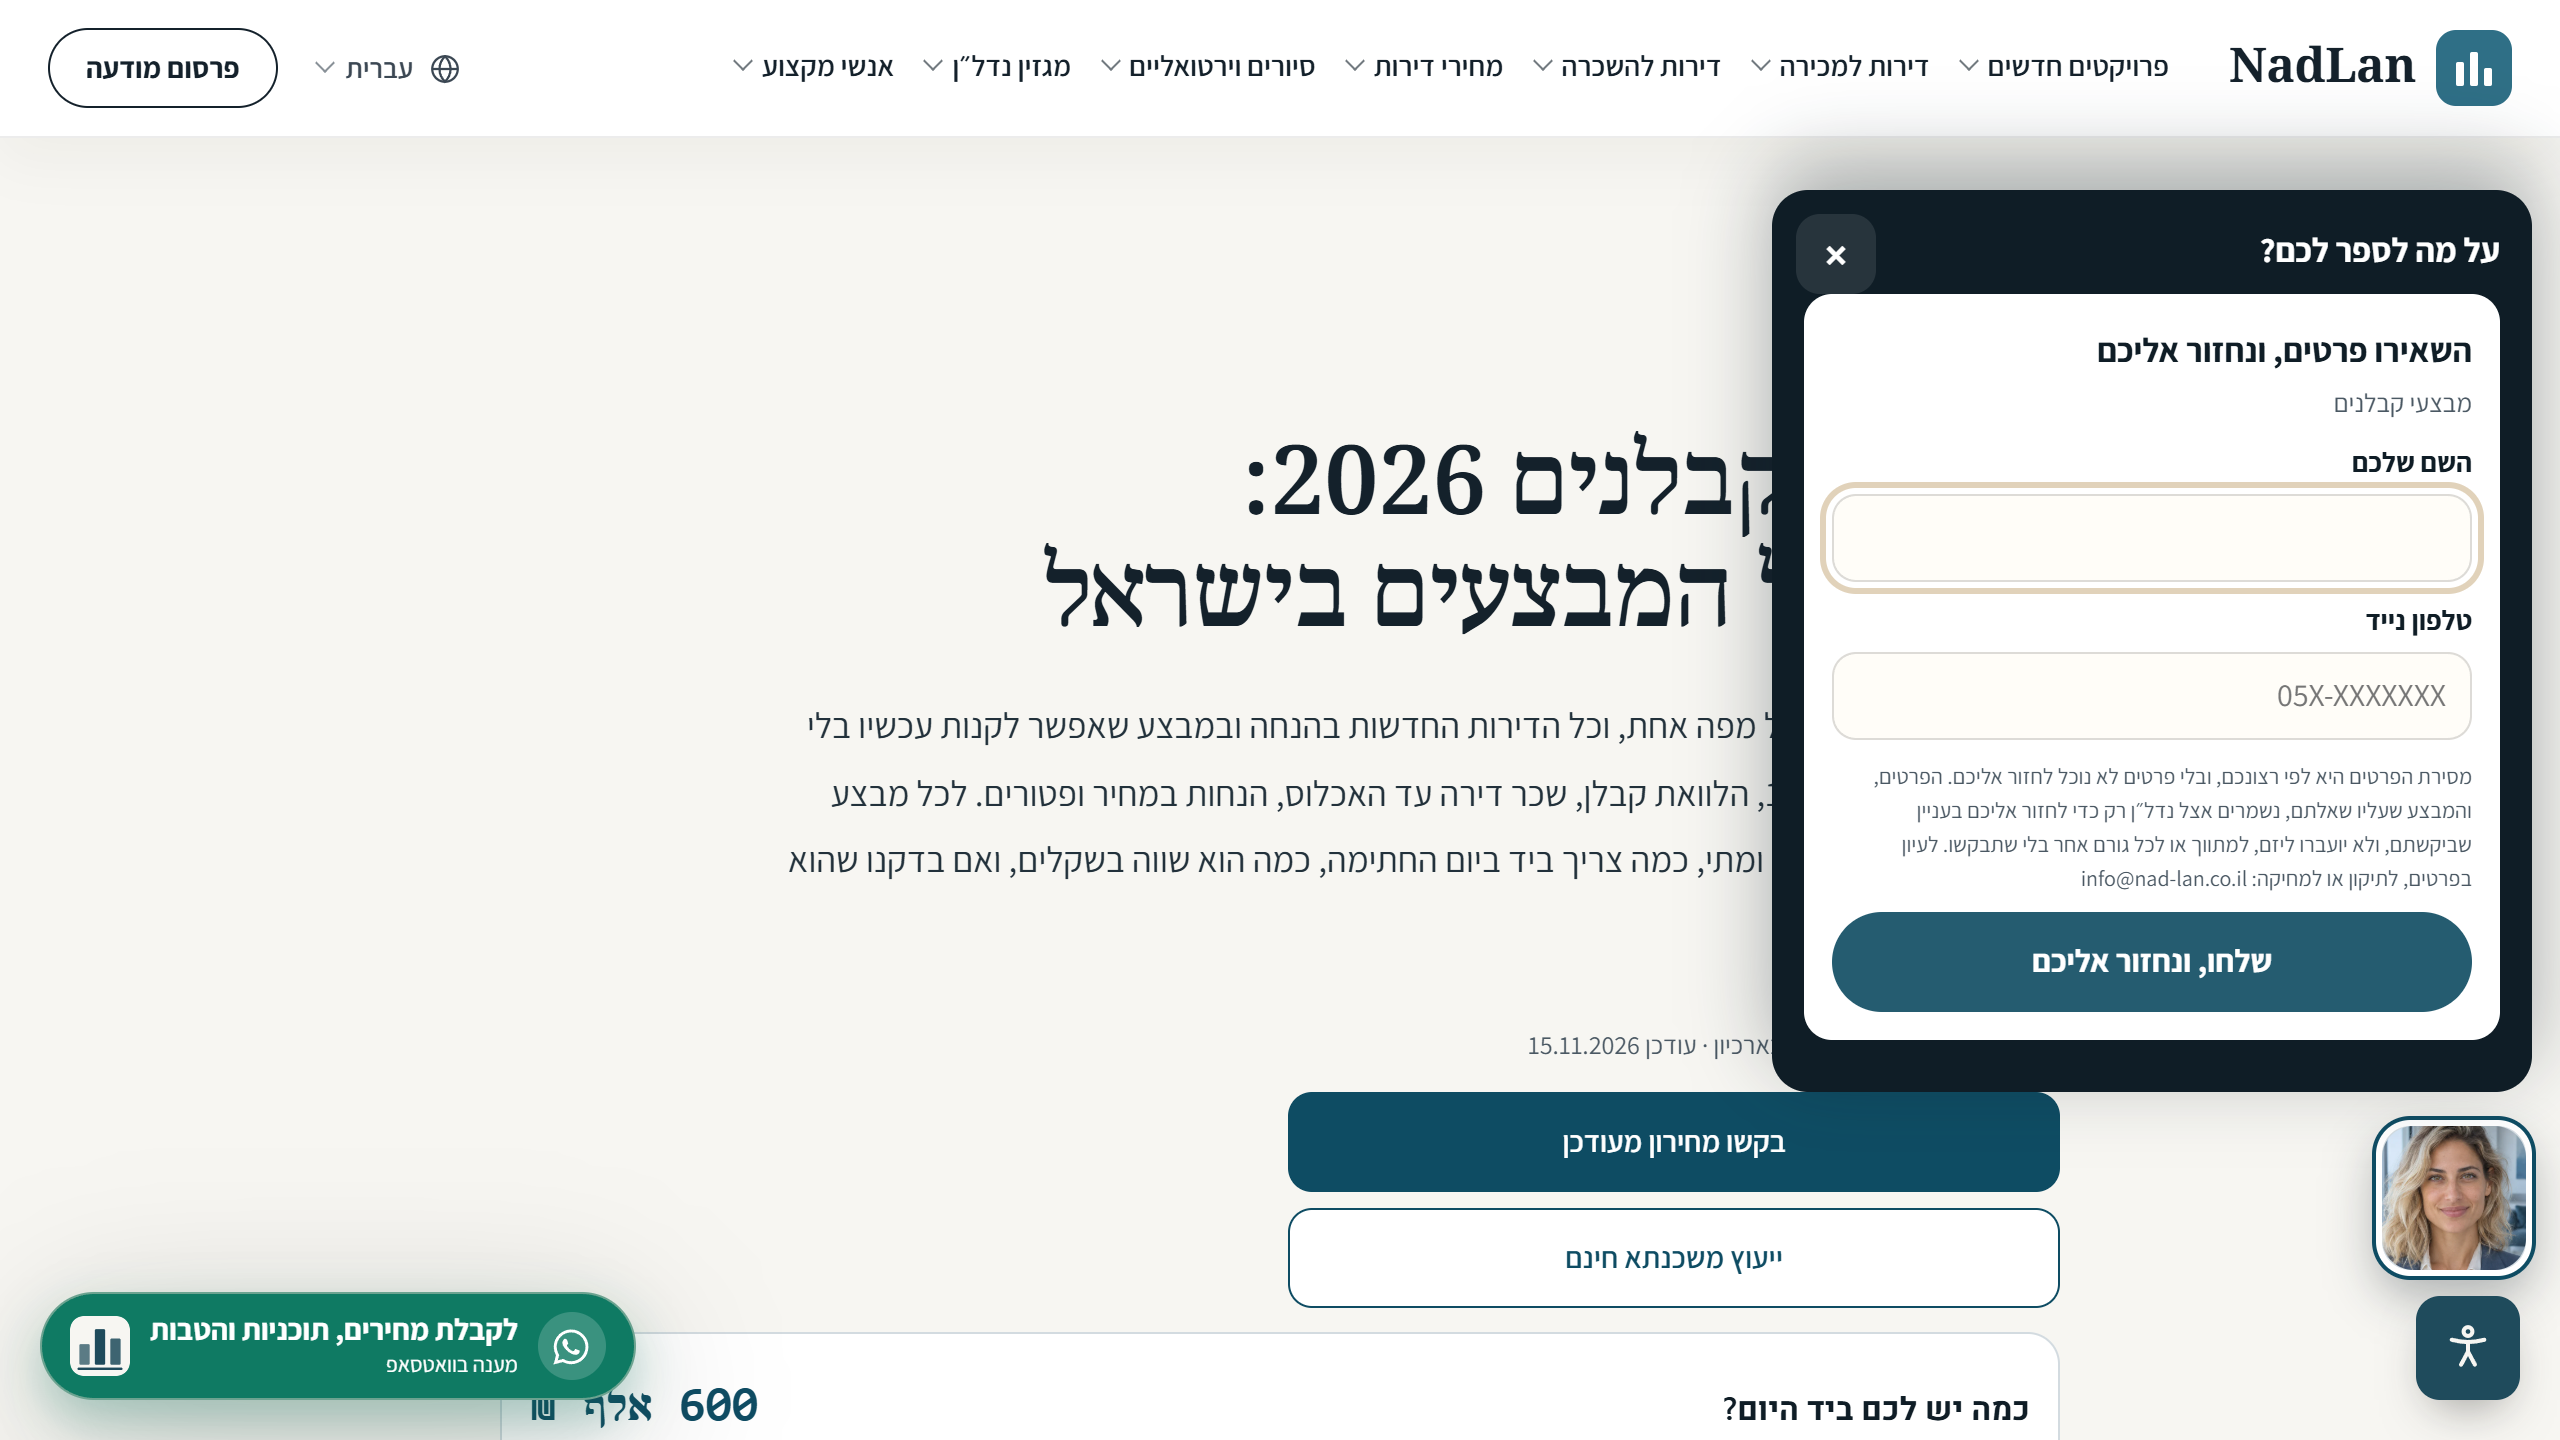 NadLan
פרויקטים חדשים
דירות למכירה
דירות להשכרה
מחירי דירות
סיורים וירטואליים
מגזין נדל״ן
אנשי מקצוע
עברית
פרסום מודעה
על מה לספר לכם?
×
השאירו פרטים, ונחזור אליכם
מבצעי קבלנים
השם שלכם
טלפון נייד
05X-XXXXXXX
מסירת הפרטים היא לפי רצונכם, ובלי פרטים לא נוכל לחזור אליכם. הפרטים,
והמבצע שעליו שאלתם, נשמרים אצל נדל״ן רק כדי לחזור אליכם בעניין
שביקשתם, ולא יועברו ליזם, למתווך או לכל גורם אחר בלי שתבקשו. לעיון
בפרטים, לתיקון או למחיקה: info@nad-lan.co.il
שלחו, ונחזור אליכם
קבלנים 2026:
המבצעים בישראל
מפה אחת, וכל הדירות החדשות בהנחה ובמבצע שאפשר לקנות עכשיו בלי
הלוואת קבלן, שכר דירה עד האכלוס, הנחות במחיר ופטורים. לכל מבצע
ומתי, כמה צריך ביד ביום החתימה, כמה הוא שווה בשקלים, ואם בדקנו שהוא
· עודכן 15.11.2026
בקשו מחירון מעודכן
ייעוץ משכנתא חינם
כמה יש לכם ביד היום?
600 אלף ₪
לקבלת מחירים, תוכניות והטבות
מענה בוואטסאפ